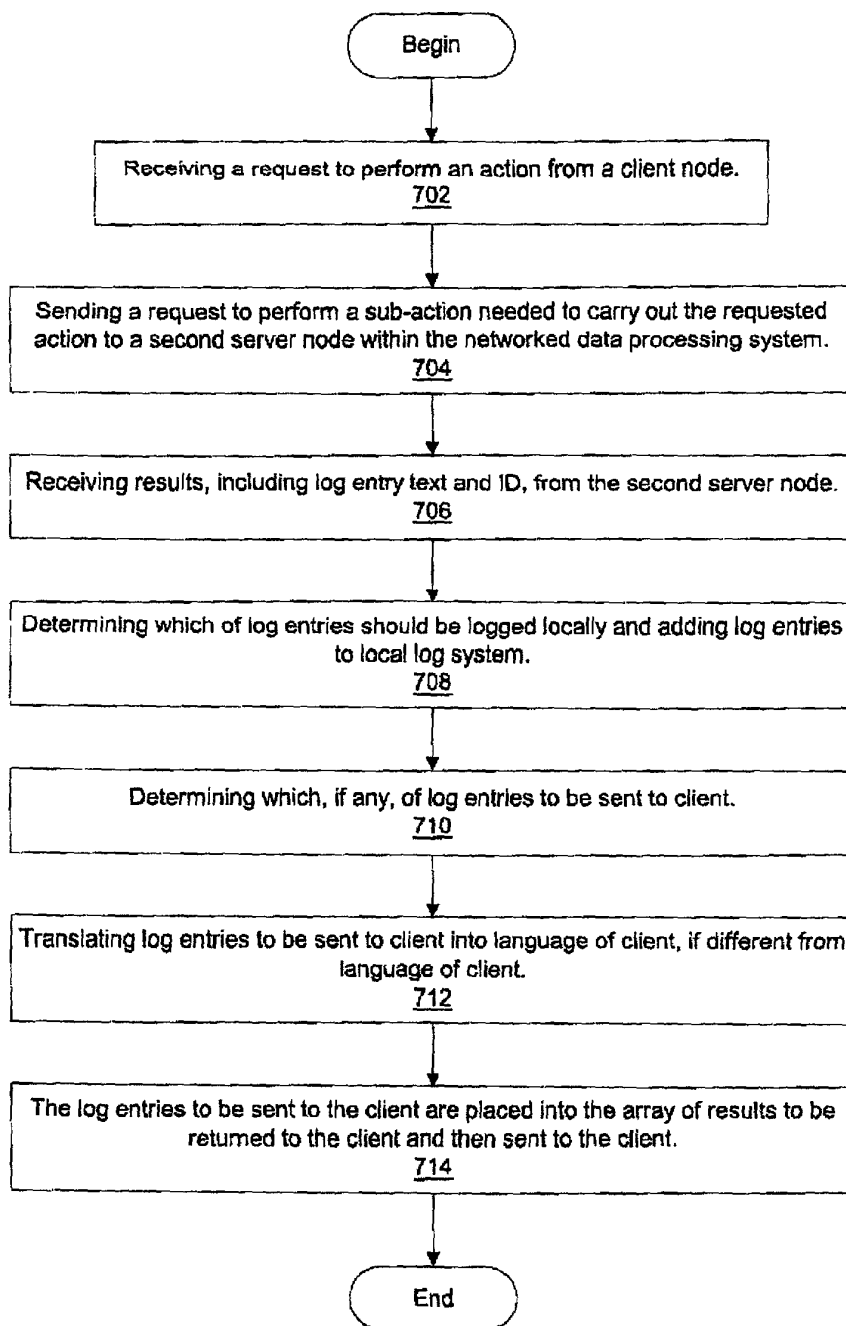 Begin
Receiving a request to perform an action from a client node.
702
Sending a request to perform a sub-action needed to carry out the requested
action to a second server node within the networked data processing system.
704
Receiving results, including log entry text and ID, from the second server node.
706
Determining which of log entries should be logged locally and adding log entries
to local log system.
708
Determining which, if any, of log entries to be sent to client.
710
Translating log entries to be sent to client into language of client, if different from
language of client.
712
The log entries to be sent to the client are placed into the array of results to be
returned to the client and then sent to the client.
714
End